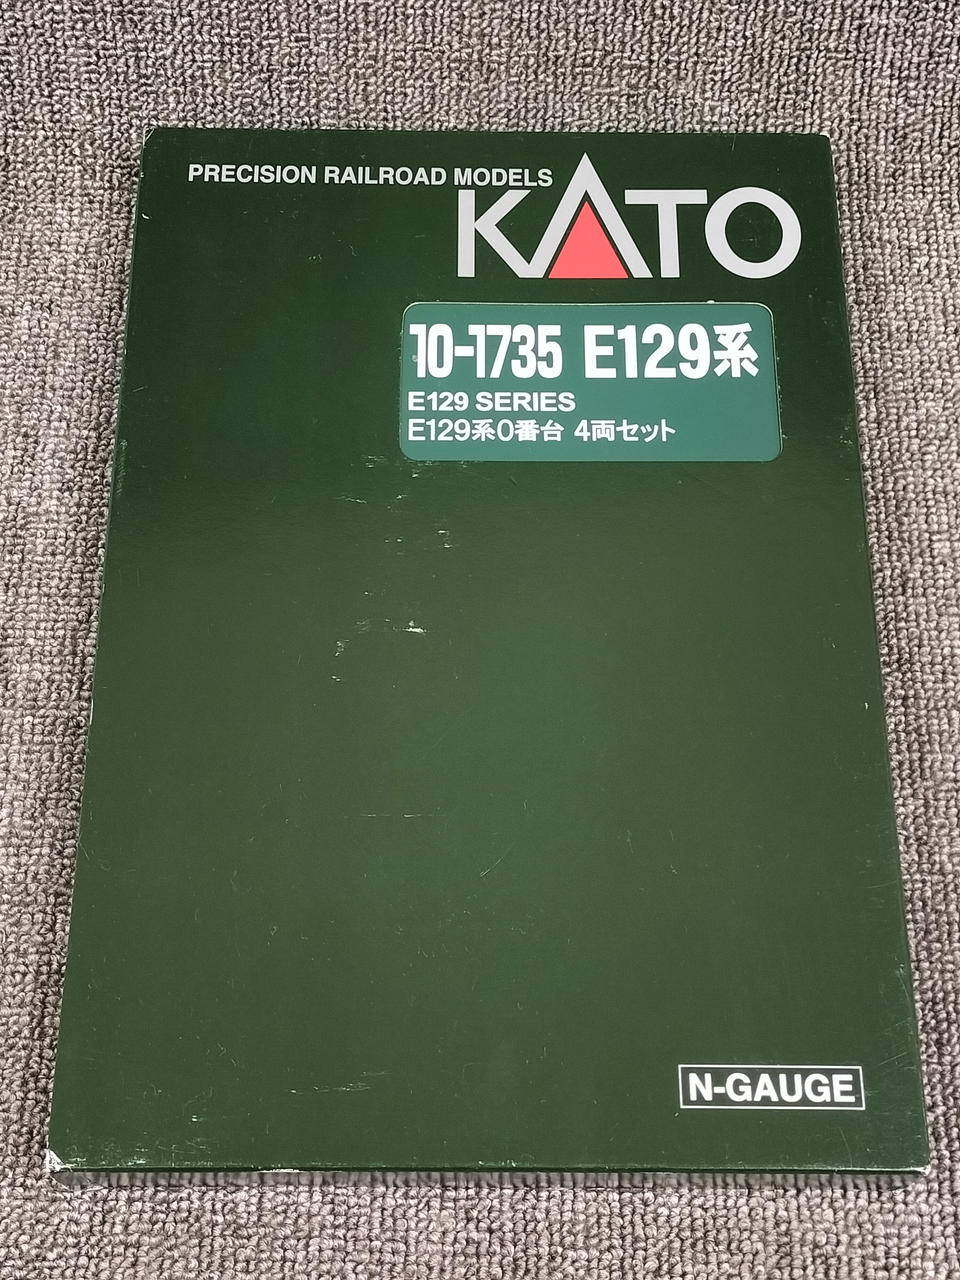 PRECISION RAILROAD MODELS
KATO
10-1735 E129系
E129 SERIES
E129系0番台 4両セット
N-GAUGE